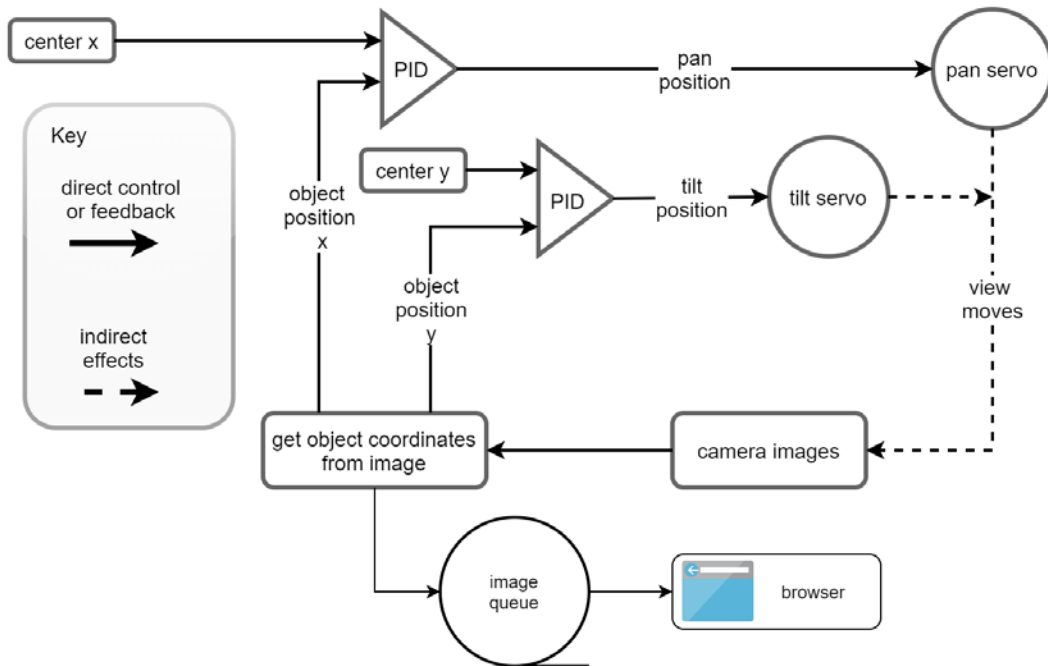 center x
PID
pan
position
pan servo
Key
direct control
or feedback
indirect
effects
object
position
x
center y
PID
tilt
position
tilt servo
object
position
y
view
moves
get object coordinates
from image
camera images
image
queue
browser